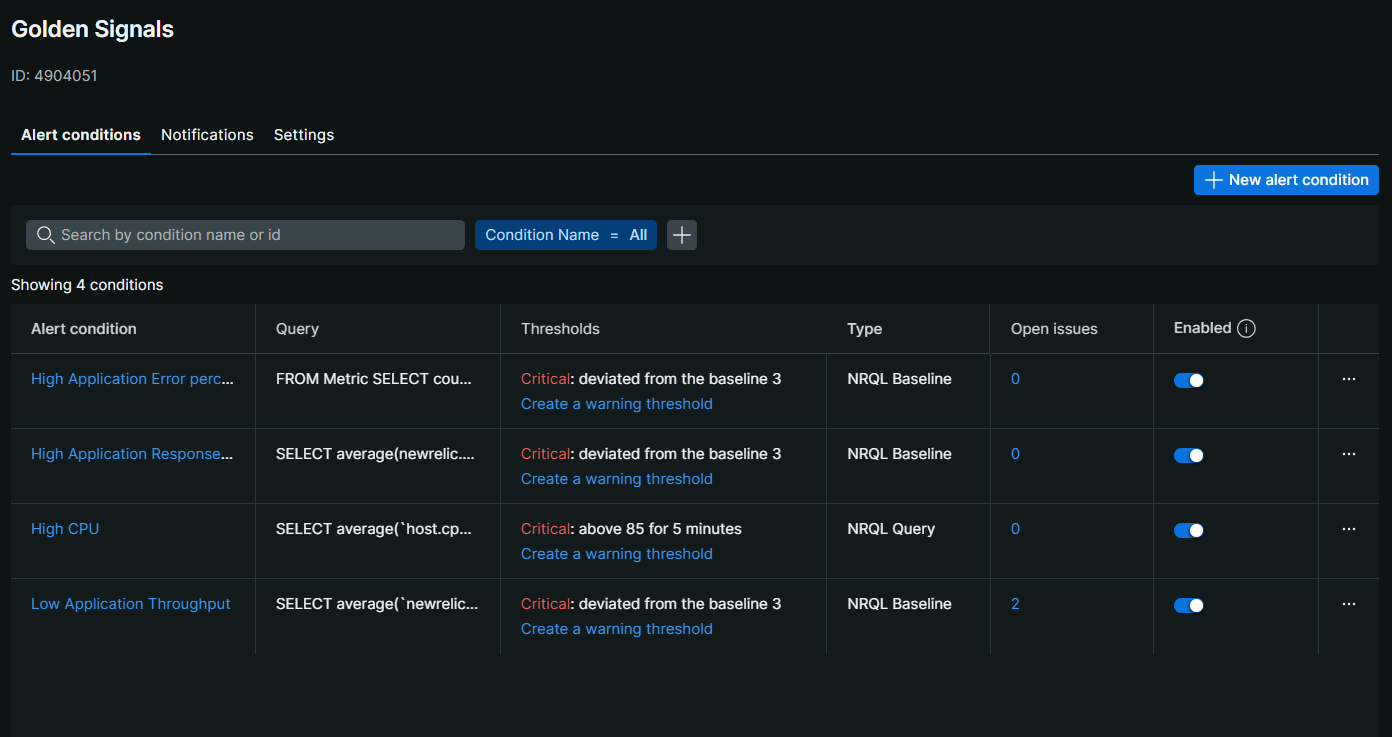 Golden Signals
ID: 4904051
Alert conditions Notifications Settings
New alert condition
Search by condition name or id Condition Name = All
Showing 4 conditions
Alert condition Query Thresholds Type Open issues Enabled
High Application Error perc... FROM Metric SELECT cou... Critical: deviated from the baseline 3 NRQL Baseline 0
Create a warning threshold
High Application Response... SELECT average(newrelic.... Critical: deviated from the baseline 3 NRQL Baseline 0
Create a warning threshold
High CPU SELECT average(`host.cp... Critical: above 85 for 5 minutes NRQL Query 0
Create a warning threshold
Low Application Throughput SELECT average(`newrelic... Critical: deviated from the baseline 3 NRQL Baseline 2
Create a warning threshold